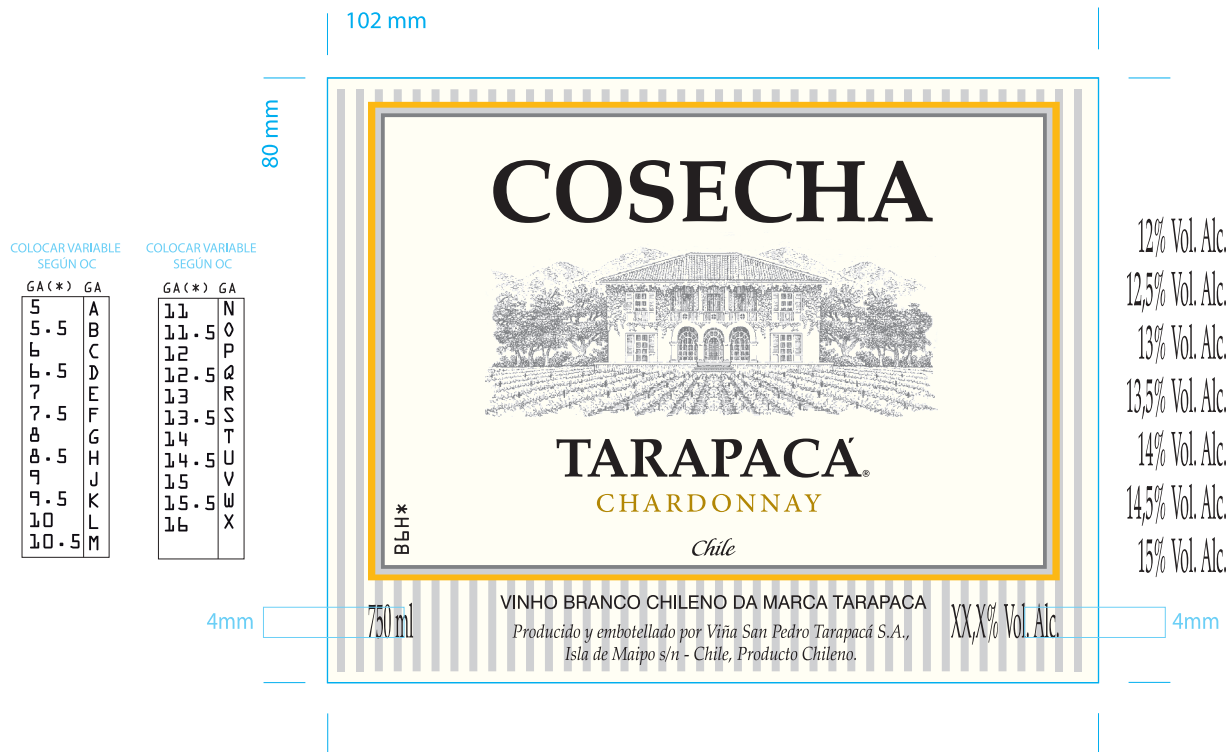 102 mm
80 mm
COLOCAR VARIABLE
SEGÚN OC
GA(*) GA
5 A
5.5 B
6 C
6.5 D
7 E
7.5 F
8 G
8.5 H
9 J
9.5 K
10 L
10.5 M
COLOCAR VARIABLE
SEGÚN OC
GA(*) GA
11 N
11.5 O
12 P
12.5 Q
13 R
13.5 S
14 T
14.5 U
15 V
15.5 W
16 X
COSECHA
TARAPACÁ®
CHARDONNAY
Chile
B6H*
750 ml
VINHO BRANCO CHILENO DA MARCA TARAPACA
Producido y embotellado por Viña San Pedro Tarapacá S.A.,
Isla de Maipo s/n - Chile, Producto Chileno.
XX,X% Vol. Alc.
4mm
4mm
12% Vol. Alc.
12,5% Vol. Alc.
13% Vol. Alc.
13,5% Vol. Alc.
14% Vol. Alc.
14,5% Vol. Alc.
15% Vol. Alc.